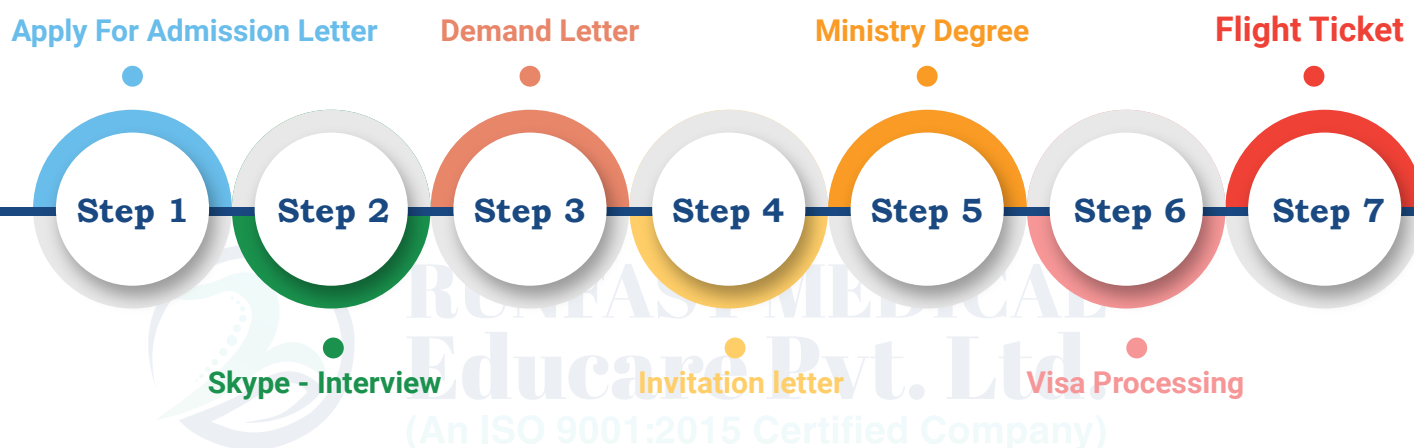 Apply For Admission Letter
Demand Letter
Ministry Degree
Flight Ticket
Step 1
Step 2
Step 3
Step 4
Step 5
Step 6
Step 7
RUNFAST MEDICAL
Educare Pvt. Ltd.
Skype - Interview
Invitation letter
Visa Processing
(An ISO 9001:2015 Certified Company)